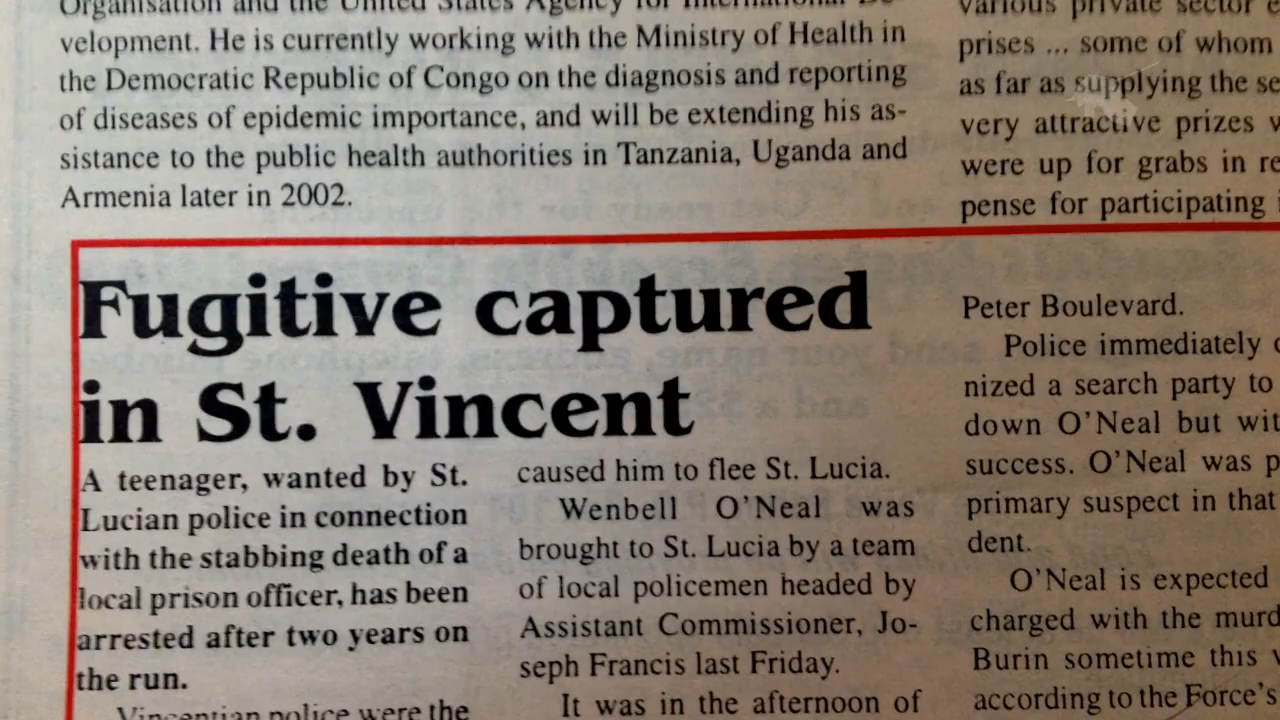 Organisation and the United States Agency for International De-
velopment. He is currently working with the Ministry of Health in
the Democratic Republic of Congo on the diagnosis and reporting
of diseases of epidemic importance, and will be extending his as-
sistance to the public health authorities in Tanzania, Uganda and
Armenia later in 2002.
various private sector
prises ... some of whom
as far as supplying the
very attractive prizes
were up for grabs in
pense for participating
Fugitive captured
in St. Vincent
A teenager, wanted by St.
Lucian police in connection
with the stabbing death of a
local prison officer, has been
arrested after two years on
the run.
Vincentian police were the
caused him to flee St. Lucia.
Wenbell O'Neal was
brought to St. Lucia by a team
of local policemen headed by
Assistant Commissioner, Jo-
seph Francis last Friday.
It was in the afternoon of
Peter Boulevard.
Police immediately
nized a search party to
down O'Neal but
success. O'Neal was
primary suspect in that
dent.
O'Neal is expected
charged with the
Burin sometime this
according to the Force's